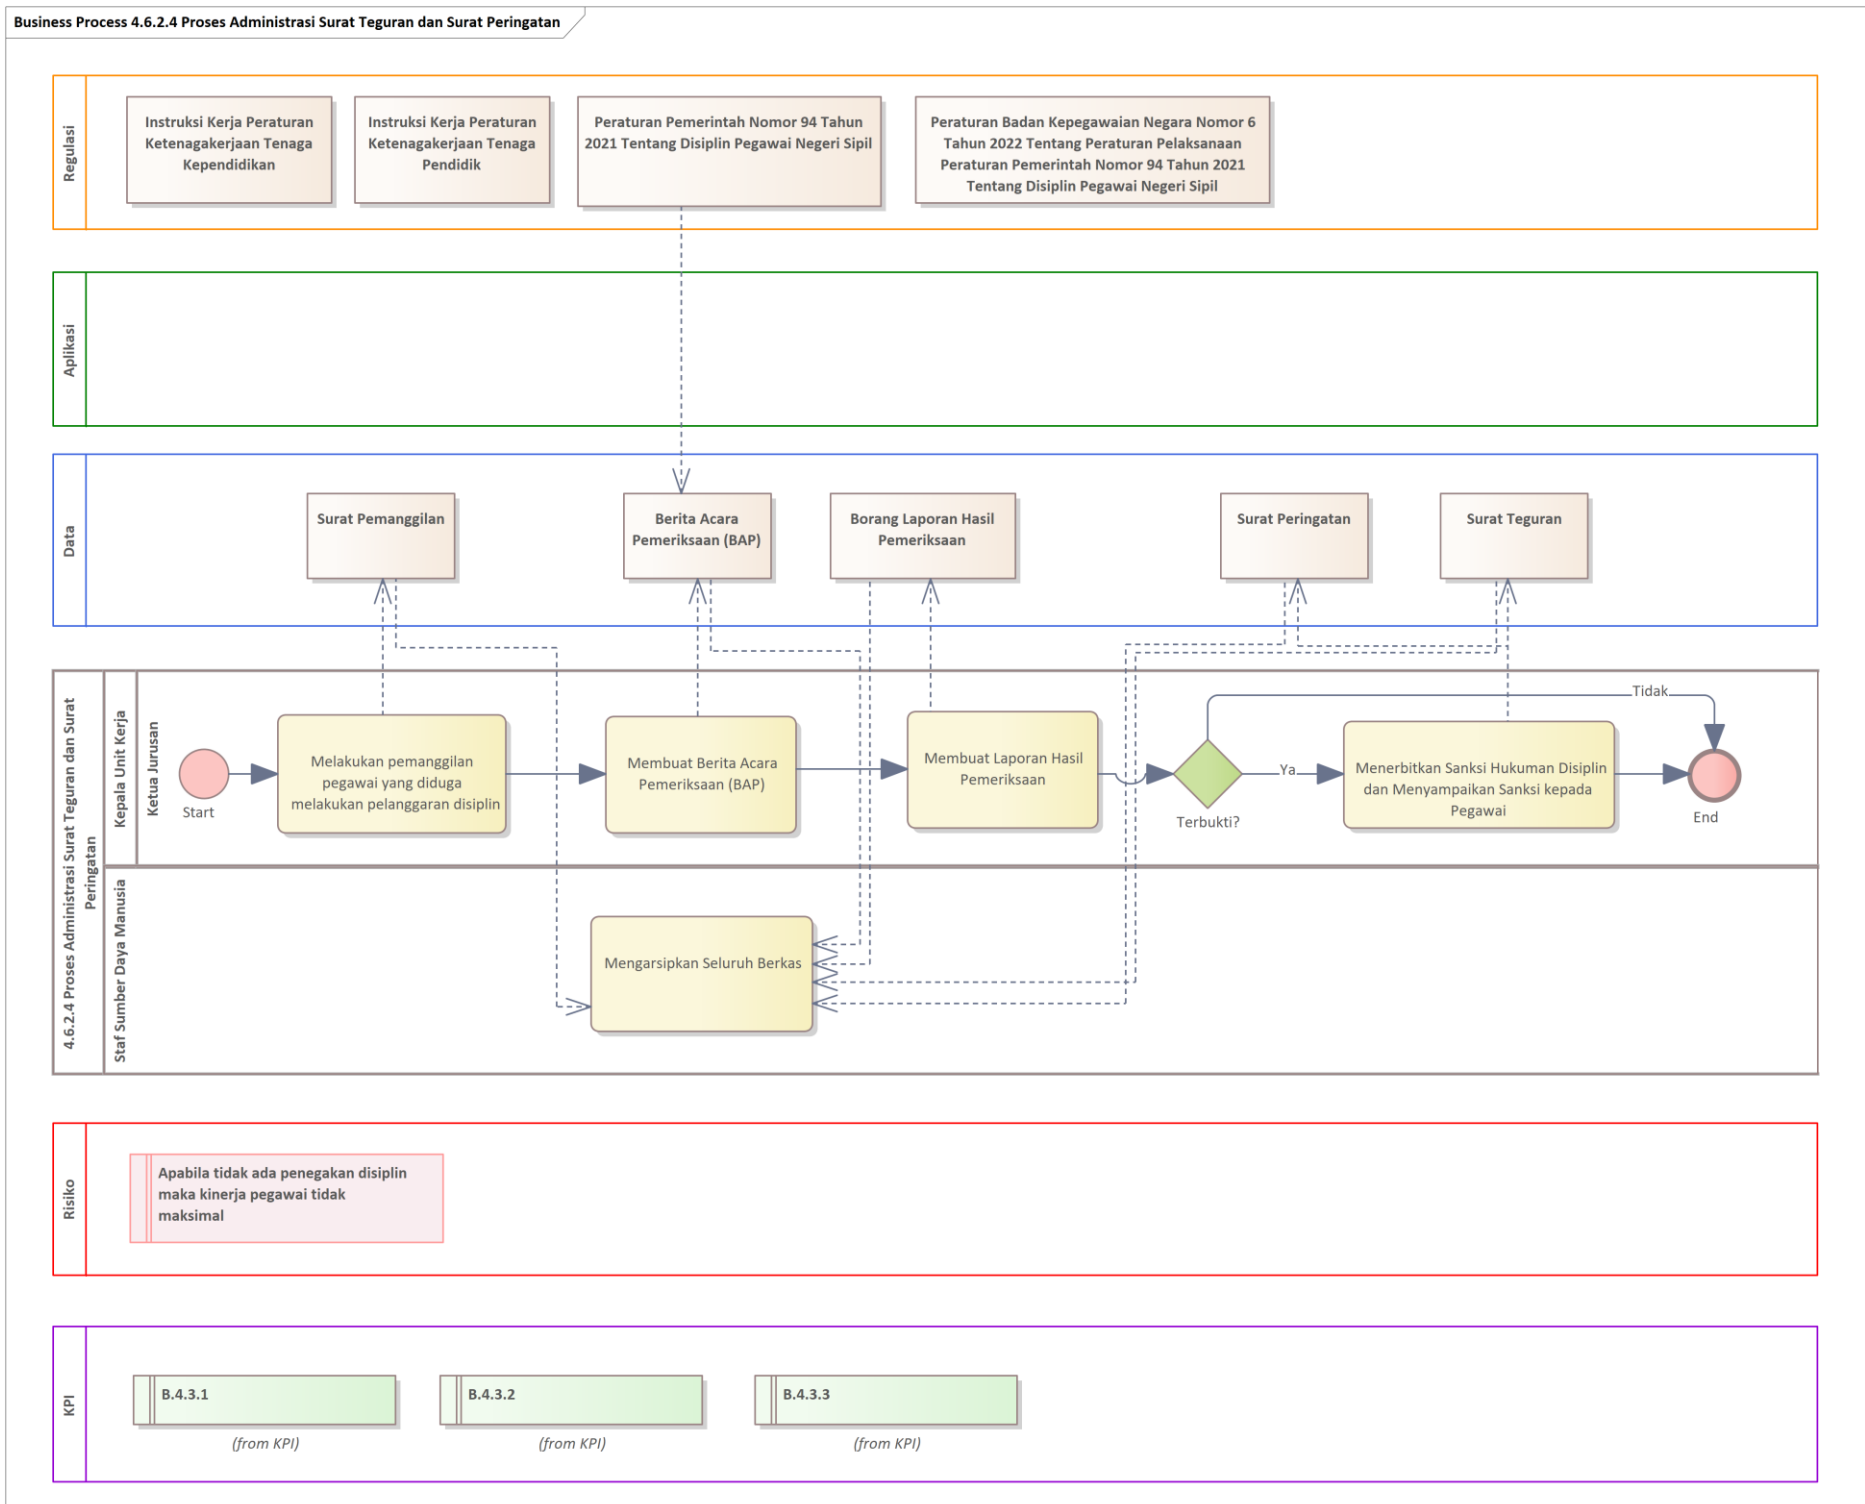 Business Process 4.6.2.4 Proses Administrasi Surat Teguran dan Surat Peringatan
Regulasi
Instruksi Kerja Peraturan
Ketenagakerjaan Tenaga
Kependidikan
Instruksi Kerja Peraturan
Ketenagakerjaan Tenaga
Pendidik
Peraturan Pemerintah Nomor 94 Tahun
2021 Tentang Disiplin Pegawai Negeri Sipil
Peraturan Badan Kepegawaian Negara Nomor 6
Tahun 2022 Tentang Peraturan Pelaksanaan
Peraturan Pemerintah Nomor 94 Tahun 2021
Tentang Disiplin Pegawai Negeri Sipil
Aplikasi
Data
Surat Pemanggilan
Berita Acara
Pemeriksaan (BAP)
Borang Laporan Hasil
Pemeriksaan
Surat Peringatan
Surat Teguran
4.6.2.4 Proses Administrasi Surat Teguran dan Surat
Peringatan
Kepala Unit Kerja
Ketua Jurusan
Start
Melakukan pemanggilan
pegawai yang diduga
melakukan pelanggaran disiplin
Membuat Berita Acara
Pemeriksaan (BAP)
Membuat Laporan Hasil
Pemeriksaan
Terbukti?
Ya
Tidak
Menerbitkan Sanksi Hukuman Disiplin
dan Menyampaikan Sanksi kepada
Pegawai
End
Staf Sumber Daya Manusia
Mengarsipkan Seluruh Berkas
Risiko
Apabila tidak ada penegakan disiplin
maka kinerja pegawai tidak
maksimal
KPI
B.4.3.1
(from KPI)
B.4.3.2
(from KPI)
B.4.3.3
(from KPI)